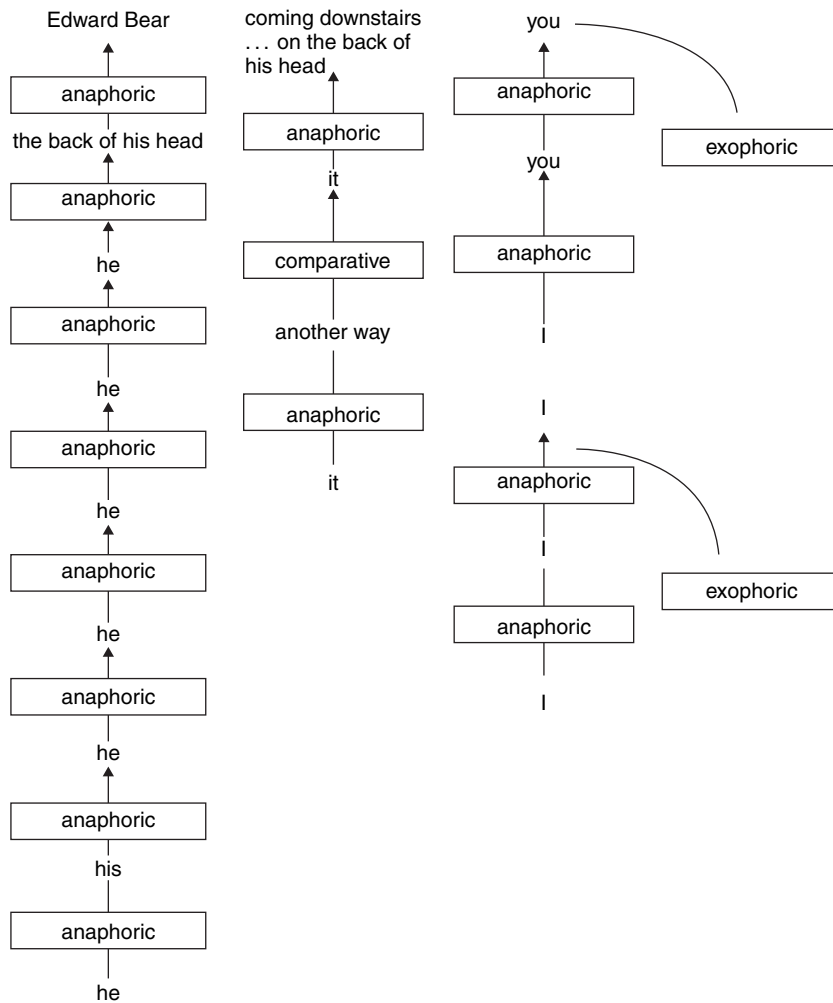 Edward Bear
anaphoric
the back of his head
anaphoric
he
anaphoric
he
anaphoric
he
anaphoric
he
anaphoric
he
anaphoric
his
anaphoric
he
coming downstairs
... on the back of
his head
anaphoric
it
comparative
another way
anaphoric
it
you
anaphoric
you
anaphoric
I
I
anaphoric
I
anaphoric
I
exophoric
exophoric